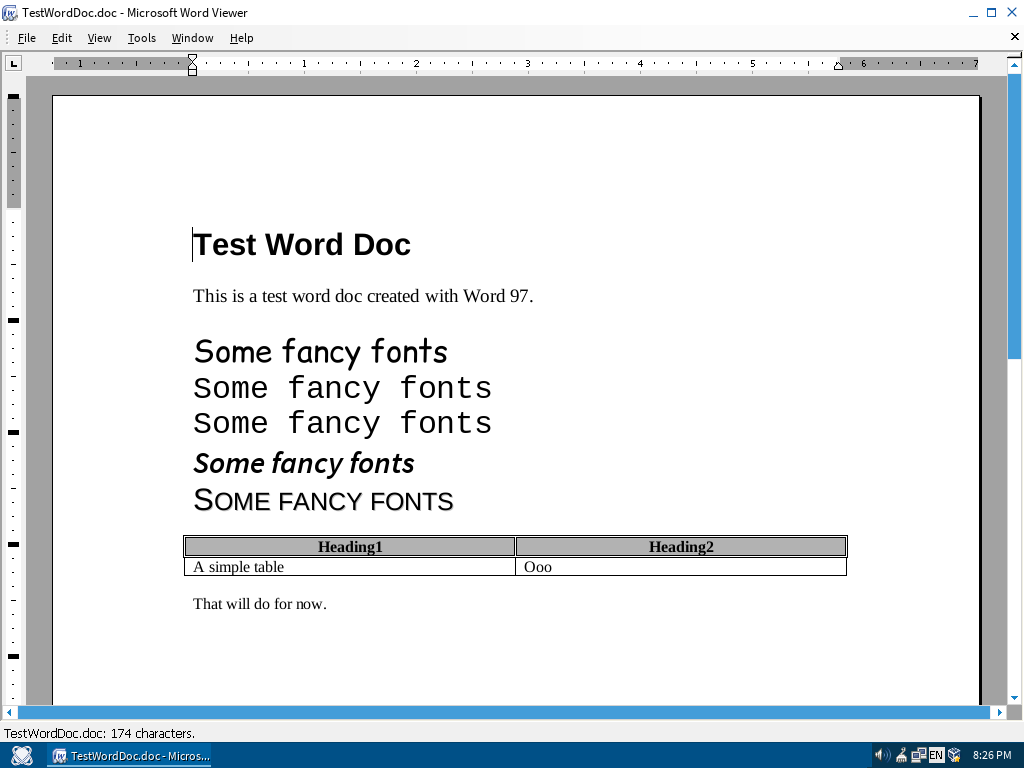 TestWordDoc.doc - Microsoft Word Viewer
File Edit View Tools Window Help
L 1 1 2 3 4 5 6 7
Test Word Doc
This is a test word doc created with Word 97.
Some fancy fonts
Some fancy fonts
Some fancy fonts
Some fancy fonts
SOME FANCY FONTS
Heading1 Heading2
A simple table Ooo
That will do for now.
TestWordDoc.doc: 174 characters.
TestWordDoc.doc - Micros... EN 8:26 PM